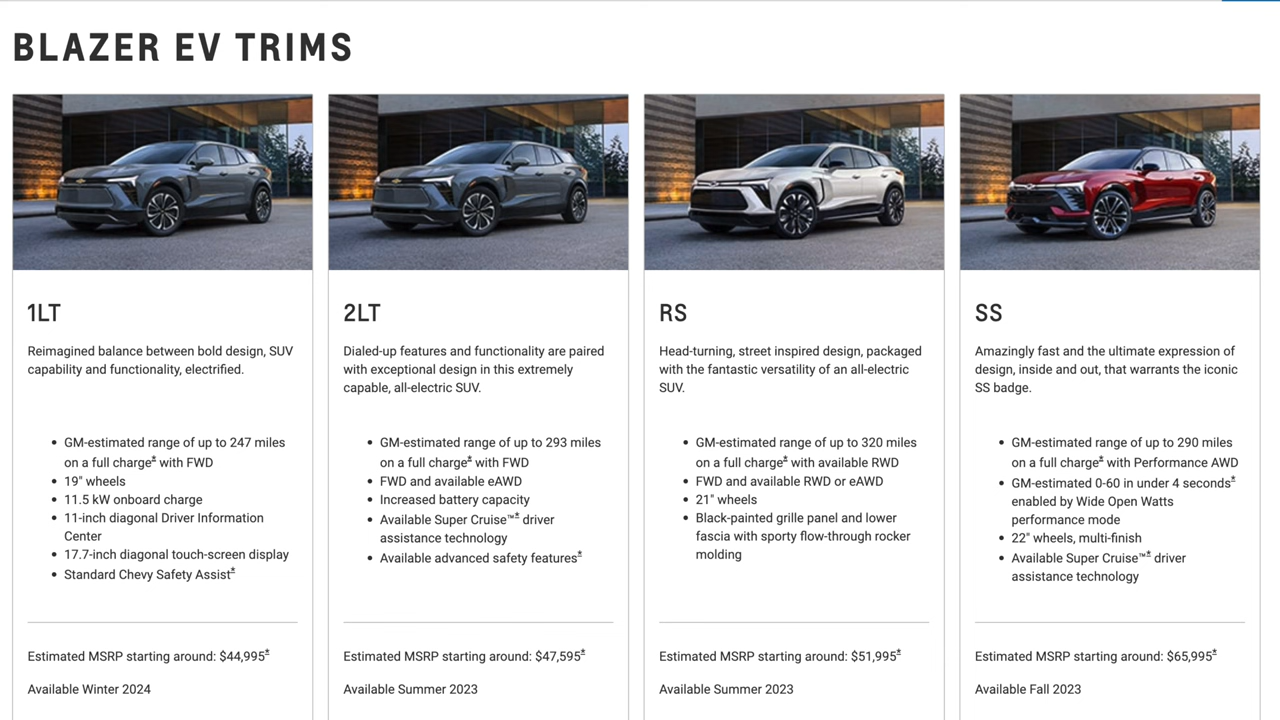 BLAZER EV TRIMS
1LT
Reimagined balance between bold design, SUV
capability and functionality, electrified.
• GM-estimated range of up to 247 miles
on a full charge± with FWD
• 19" wheels
• 11.5 kW onboard charge
• 11-inch diagonal Driver Information
Center
• 17.7-inch diagonal touch-screen display
• Standard Chevy Safety Assist±
Estimated MSRP starting around: $44,995±
Available Winter 2024
2LT
Dialed-up features and functionality are paired
with exceptional design in this extremely
capable, all-electric SUV.
• GM-estimated range of up to 293 miles
on a full charge± with FWD
• FWD and available eAWD
• Increased battery capacity
• Available Super Cruise™± driver
assistance technology
• Available advanced safety features±
Estimated MSRP starting around: $47,595±
Available Summer 2023
RS
Head-turning, street inspired design, packaged
with the fantastic versatility of an all-electric
SUV.
• GM-estimated range of up to 320 miles
on a full charge± with available RWD
• FWD and available RWD or eAWD
• 21" wheels
• Black-painted grille panel and lower
fascia with sporty flow-through rocker
molding
Estimated MSRP starting around: $51,995±
Available Summer 2023
SS
Amazingly fast and the ultimate expression of
design, inside and out, that warrants the iconic
SS badge.
• GM-estimated range of up to 290 miles
on a full charge± with Performance AWD
• GM-estimated 0-60 in under 4 seconds±
enabled by Wide Open Watts
performance mode
• 22" wheels, multi-finish
• Available Super Cruise™± driver
assistance technology
Estimated MSRP starting around: $65,995±
Available Fall 2023